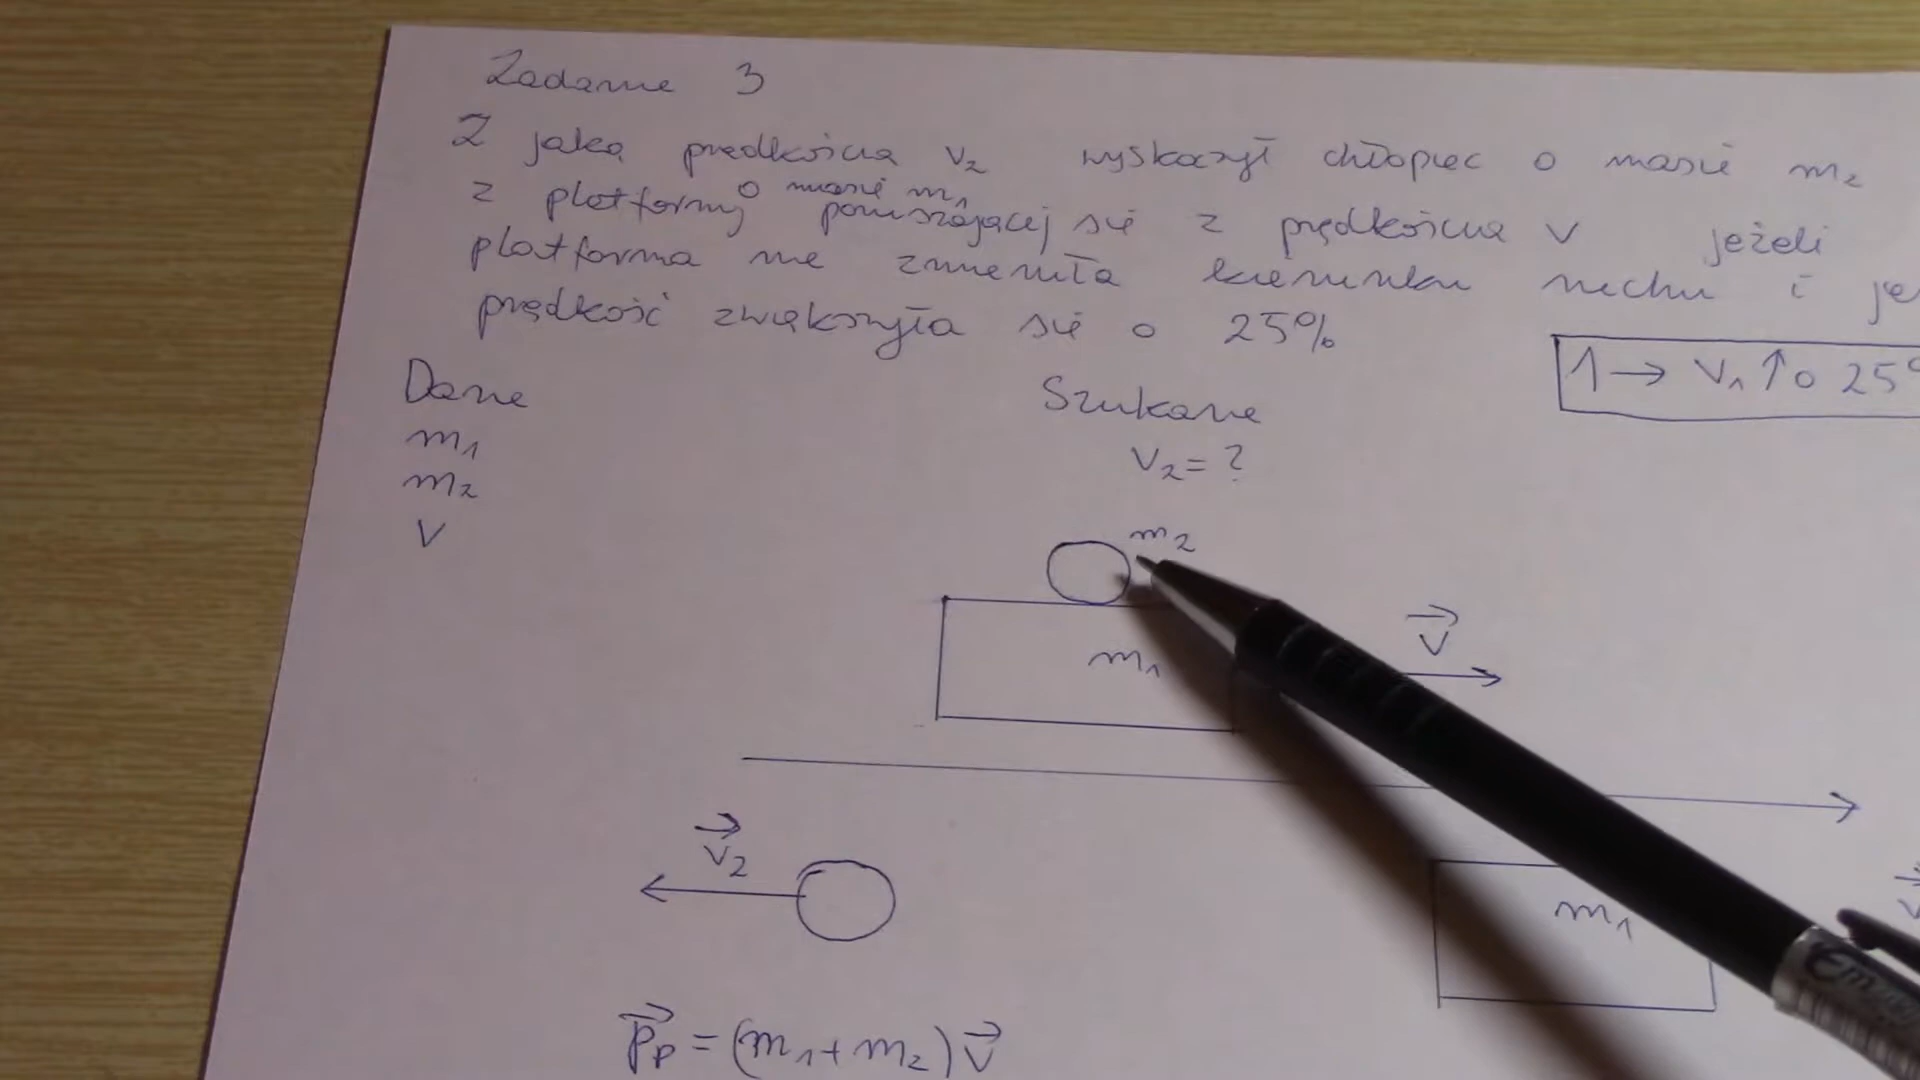 Zadanie 3
Z jaką prędkością v₂ wyskoczył chłopiec o masie m₂
z platformy o masie m₁ poruszającej się z prędkością v jeżeli
platforma nie zmieniła kierunku ruchu i
prędkość zwiększyła się o 25%
1 → v₁ ↑ o 25
Dane
Szukane
m₁
v₂ = ?
m₂
v
m₂
m₁
v⃗
v⃗₂
m₁
p⃗p = (m₁ + m₂) v⃗